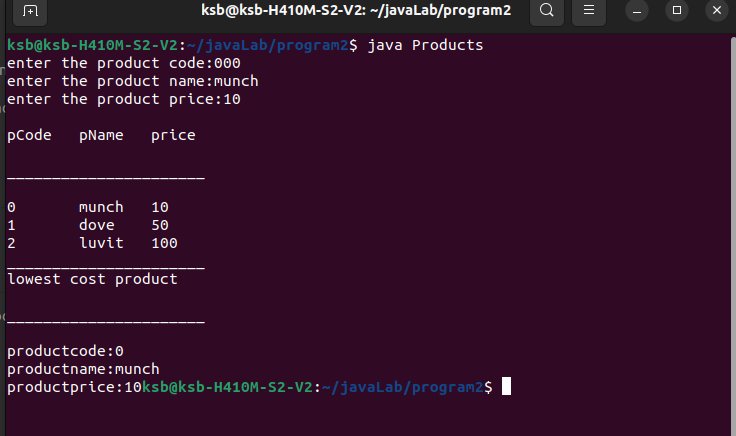 ksb@ksb-H410M-S2-V2: ~/javaLab/program2
ksb@ksb-H410M-S2-V2:~/javaLab/program2$ java Products
enter the product code:000
enter the product name:munch
enter the product price:10
pCode pName price
______________________
0 munch 10
1 dove 50
2 luvit 100
______________________
lowest cost product
______________________
productcode:0
productname:munch
productprice:10ksb@ksb-H410M-S2-V2:~/javaLab/program2$